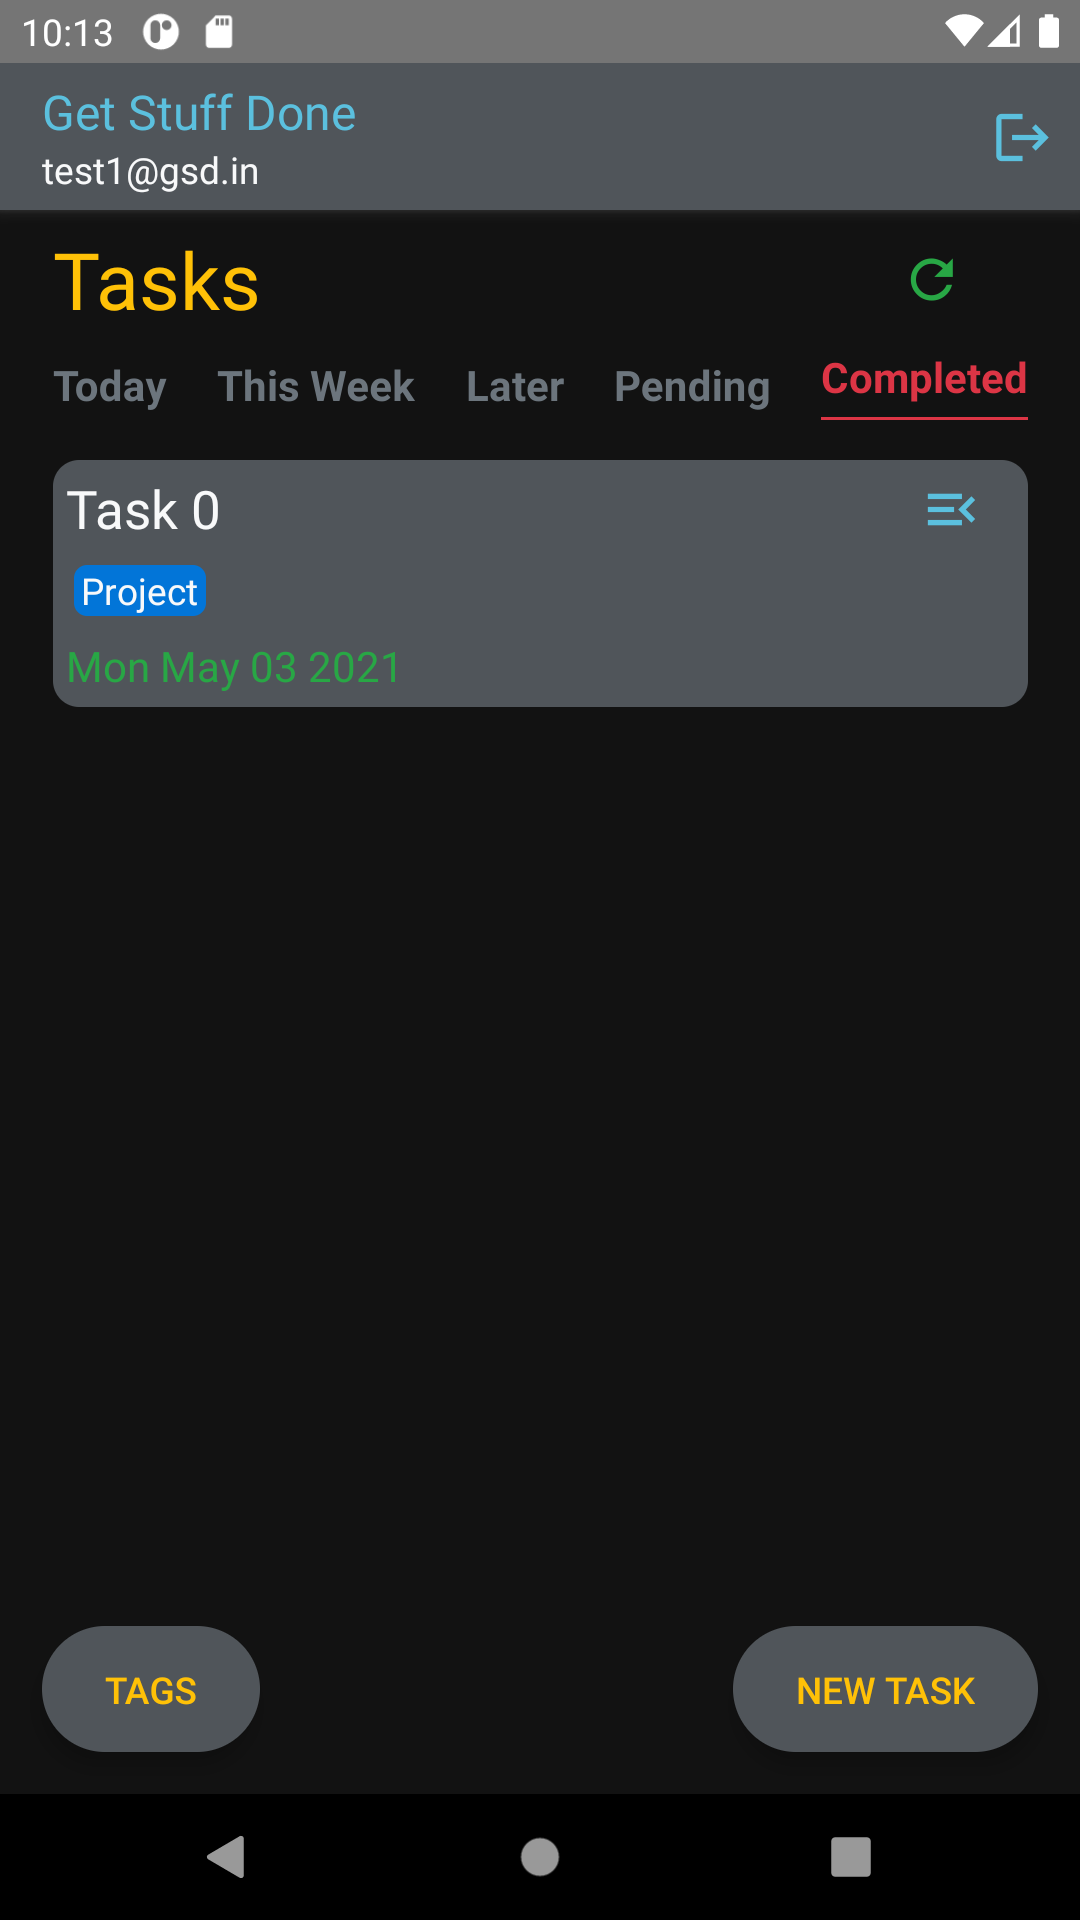 10:13
Get Stuff Done
test1@gsd.in
Tasks
Today This Week Later Pending Completed
Task 0
Project
Mon May 03 2021
TAGS NEW TASK